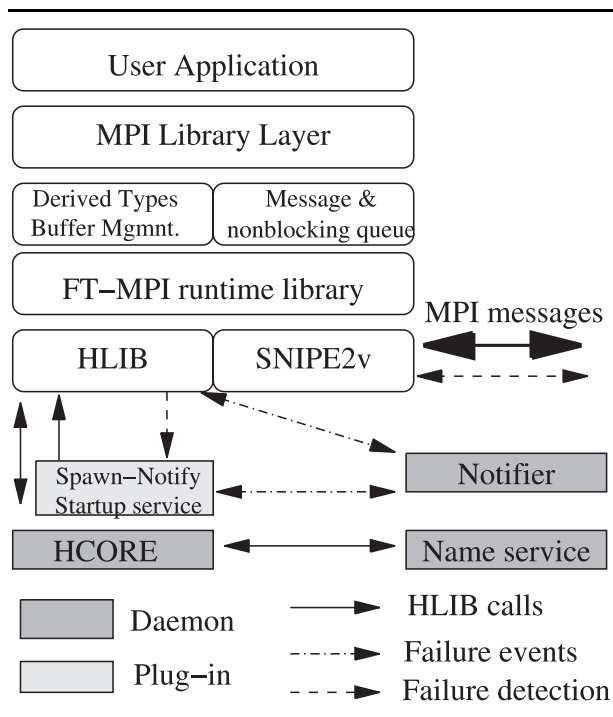 User Application
MPI Library Layer
Derived Types
Buffer Mgmnt.
Message &
nonblocking queue
FT–MPI runtime library
MPI messages
HLIB
SNIPE2v
Spawn–Notify
Startup service
Notifier
HCORE
Name service
Daemon
Plug–in
HLIB calls
Failure events
Failure detection